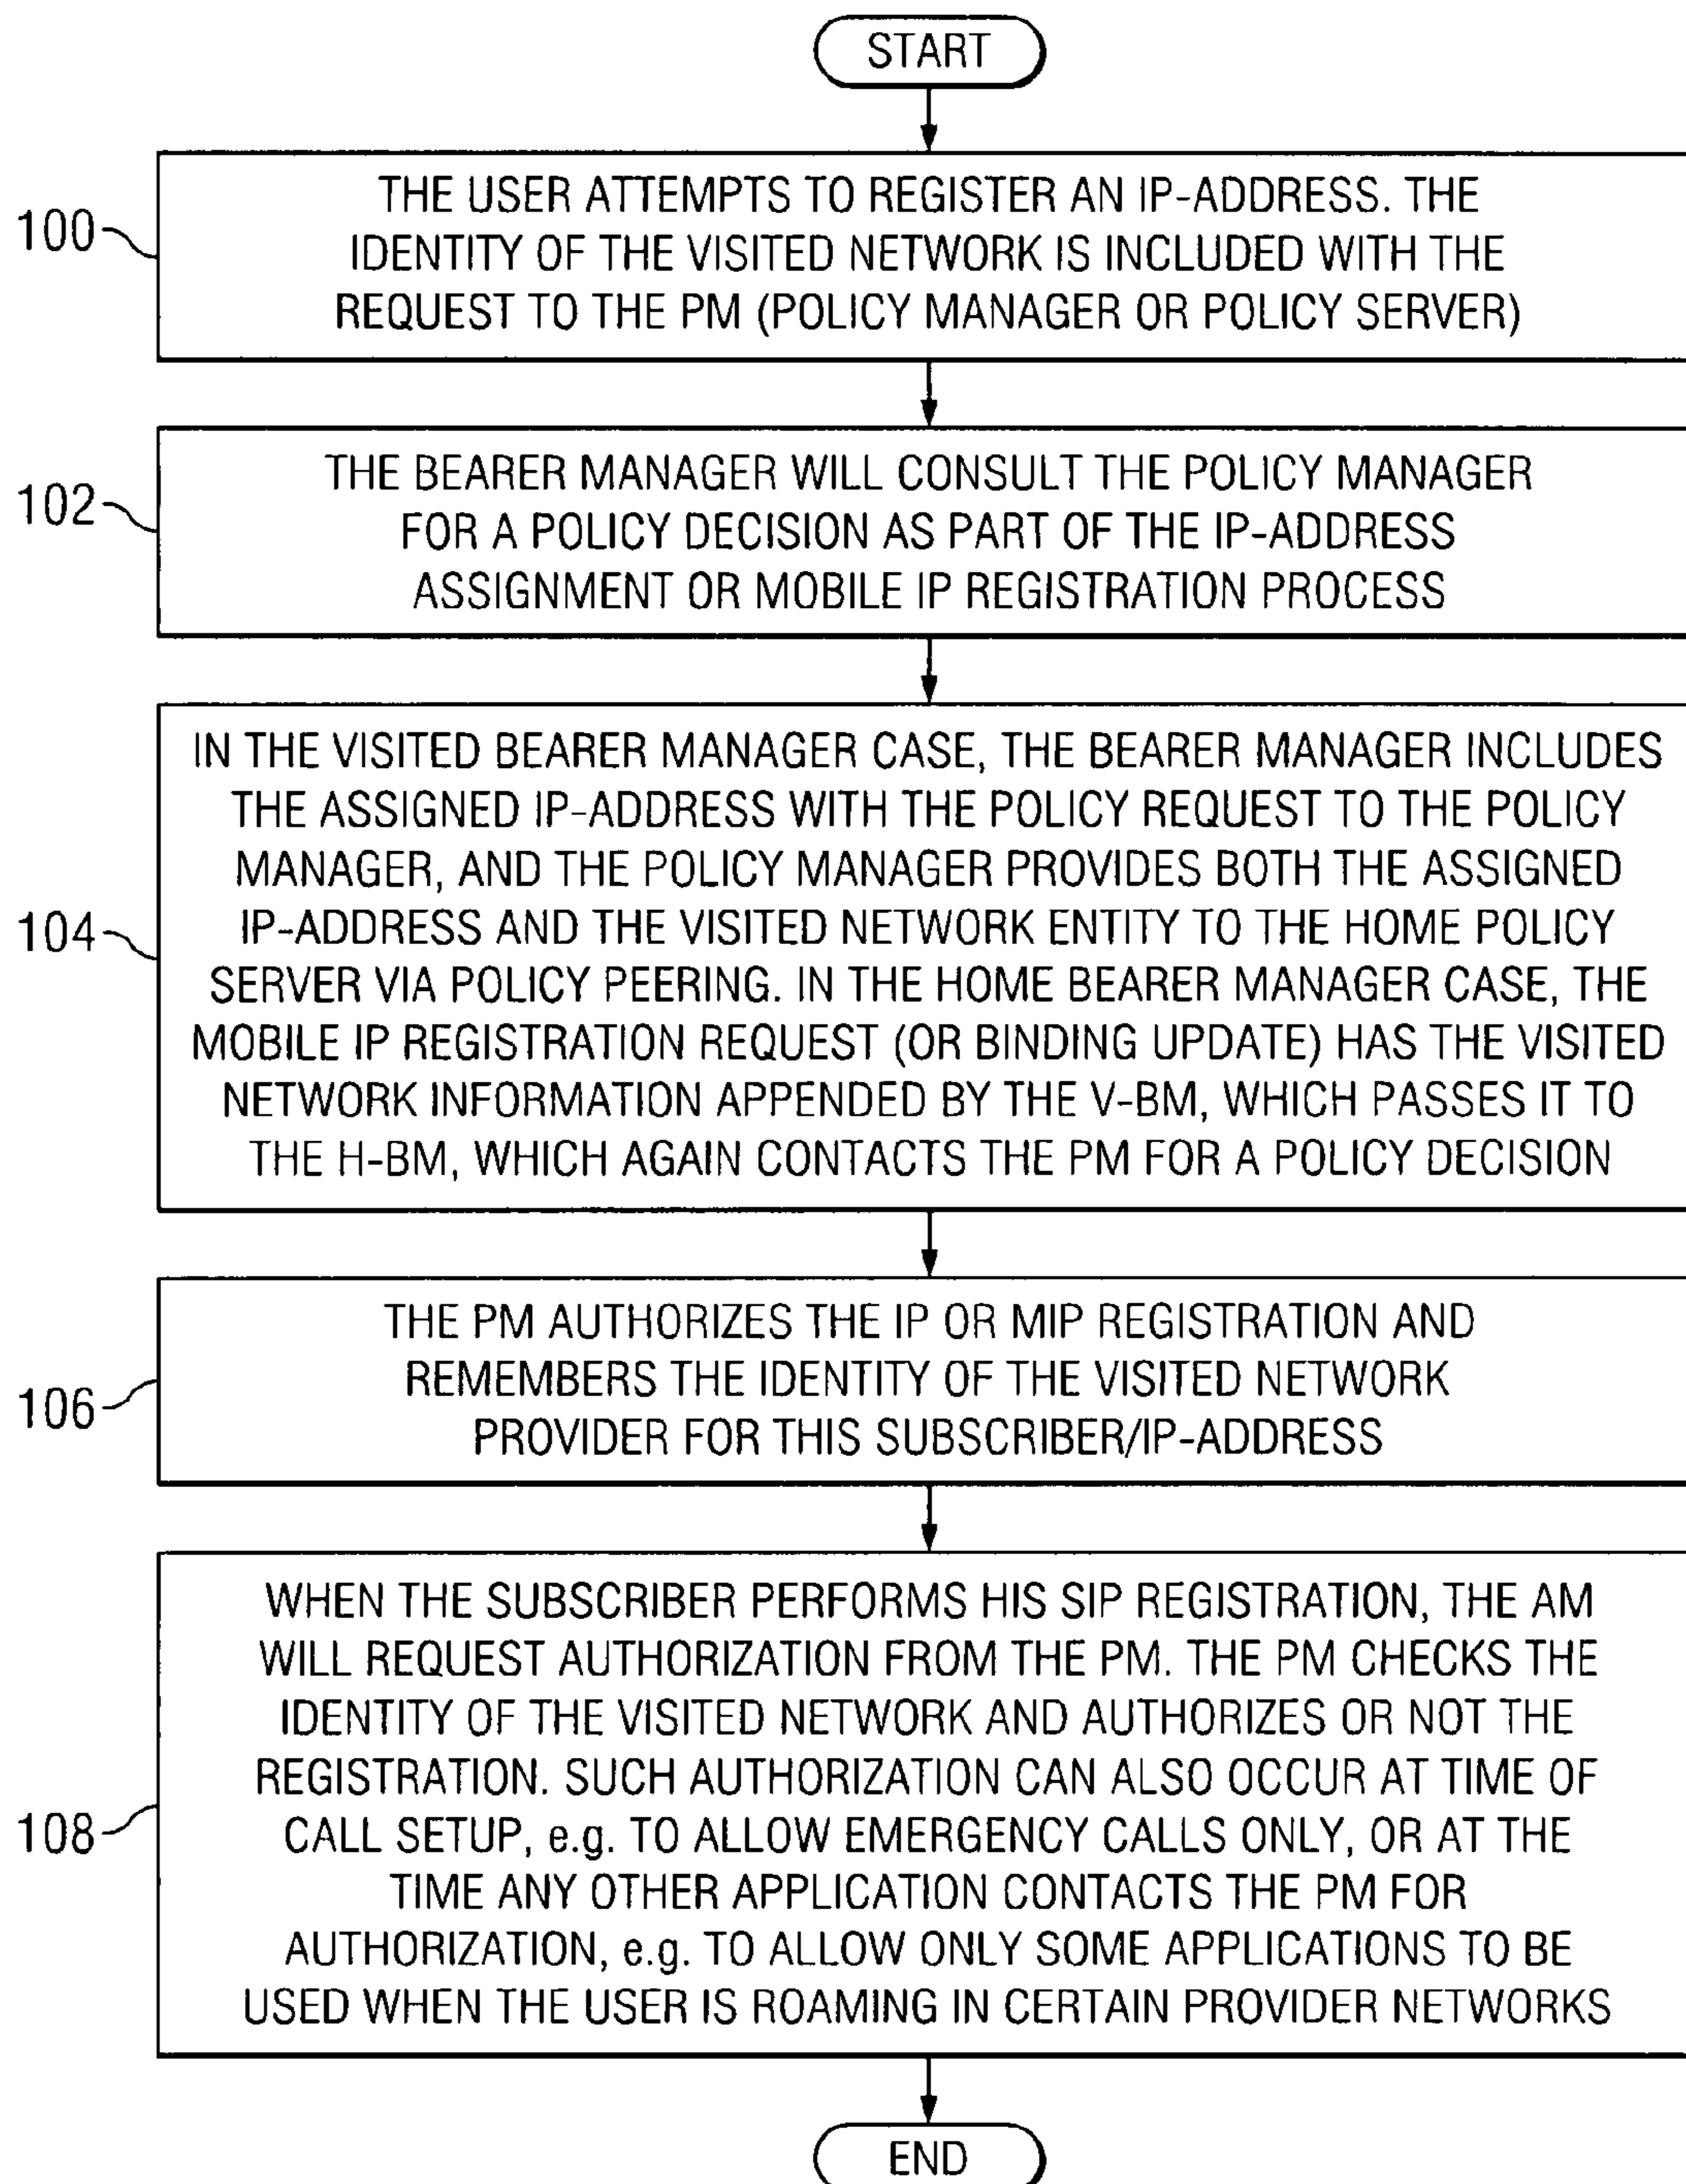 START
100
THE USER ATTEMPTS TO REGISTER AN IP-ADDRESS. THE
IDENTITY OF THE VISITED NETWORK IS INCLUDED WITH THE
REQUEST TO THE PM (POLICY MANAGER OR POLICY SERVER)
102
THE BEARER MANAGER WILL CONSULT THE POLICY MANAGER
FOR A POLICY DECISION AS PART OF THE IP-ADDRESS
ASSIGNMENT OR MOBILE IP REGISTRATION PROCESS
104
IN THE VISITED BEARER MANAGER CASE, THE BEARER MANAGER INCLUDES
THE ASSIGNED IP-ADDRESS WITH THE POLICY REQUEST TO THE POLICY
MANAGER, AND THE POLICY MANAGER PROVIDES BOTH THE ASSIGNED
IP-ADDRESS AND THE VISITED NETWORK ENTITY TO THE HOME POLICY
SERVER VIA POLICY PEERING. IN THE HOME BEARER MANAGER CASE, THE
MOBILE IP REGISTRATION REQUEST (OR BINDING UPDATE) HAS THE VISITED
NETWORK INFORMATION APPENDED BY THE V-BM, WHICH PASSES IT TO
THE H-BM, WHICH AGAIN CONTACTS THE PM FOR A POLICY DECISION
106
THE PM AUTHORIZES THE IP OR MIP REGISTRATION AND
REMEMBERS THE IDENTITY OF THE VISITED NETWORK
PROVIDER FOR THIS SUBSCRIBER/IP-ADDRESS
108
WHEN THE SUBSCRIBER PERFORMS HIS SIP REGISTRATION, THE AM
WILL REQUEST AUTHORIZATION FROM THE PM. THE PM CHECKS THE
IDENTITY OF THE VISITED NETWORK AND AUTHORIZES OR NOT THE
REGISTRATION. SUCH AUTHORIZATION CAN ALSO OCCUR AT TIME OF
CALL SETUP, e.g. TO ALLOW EMERGENCY CALLS ONLY, OR AT THE
TIME ANY OTHER APPLICATION CONTACTS THE PM FOR
AUTHORIZATION, e.g. TO ALLOW ONLY SOME APPLICATIONS TO BE
USED WHEN THE USER IS ROAMING IN CERTAIN PROVIDER NETWORKS
END